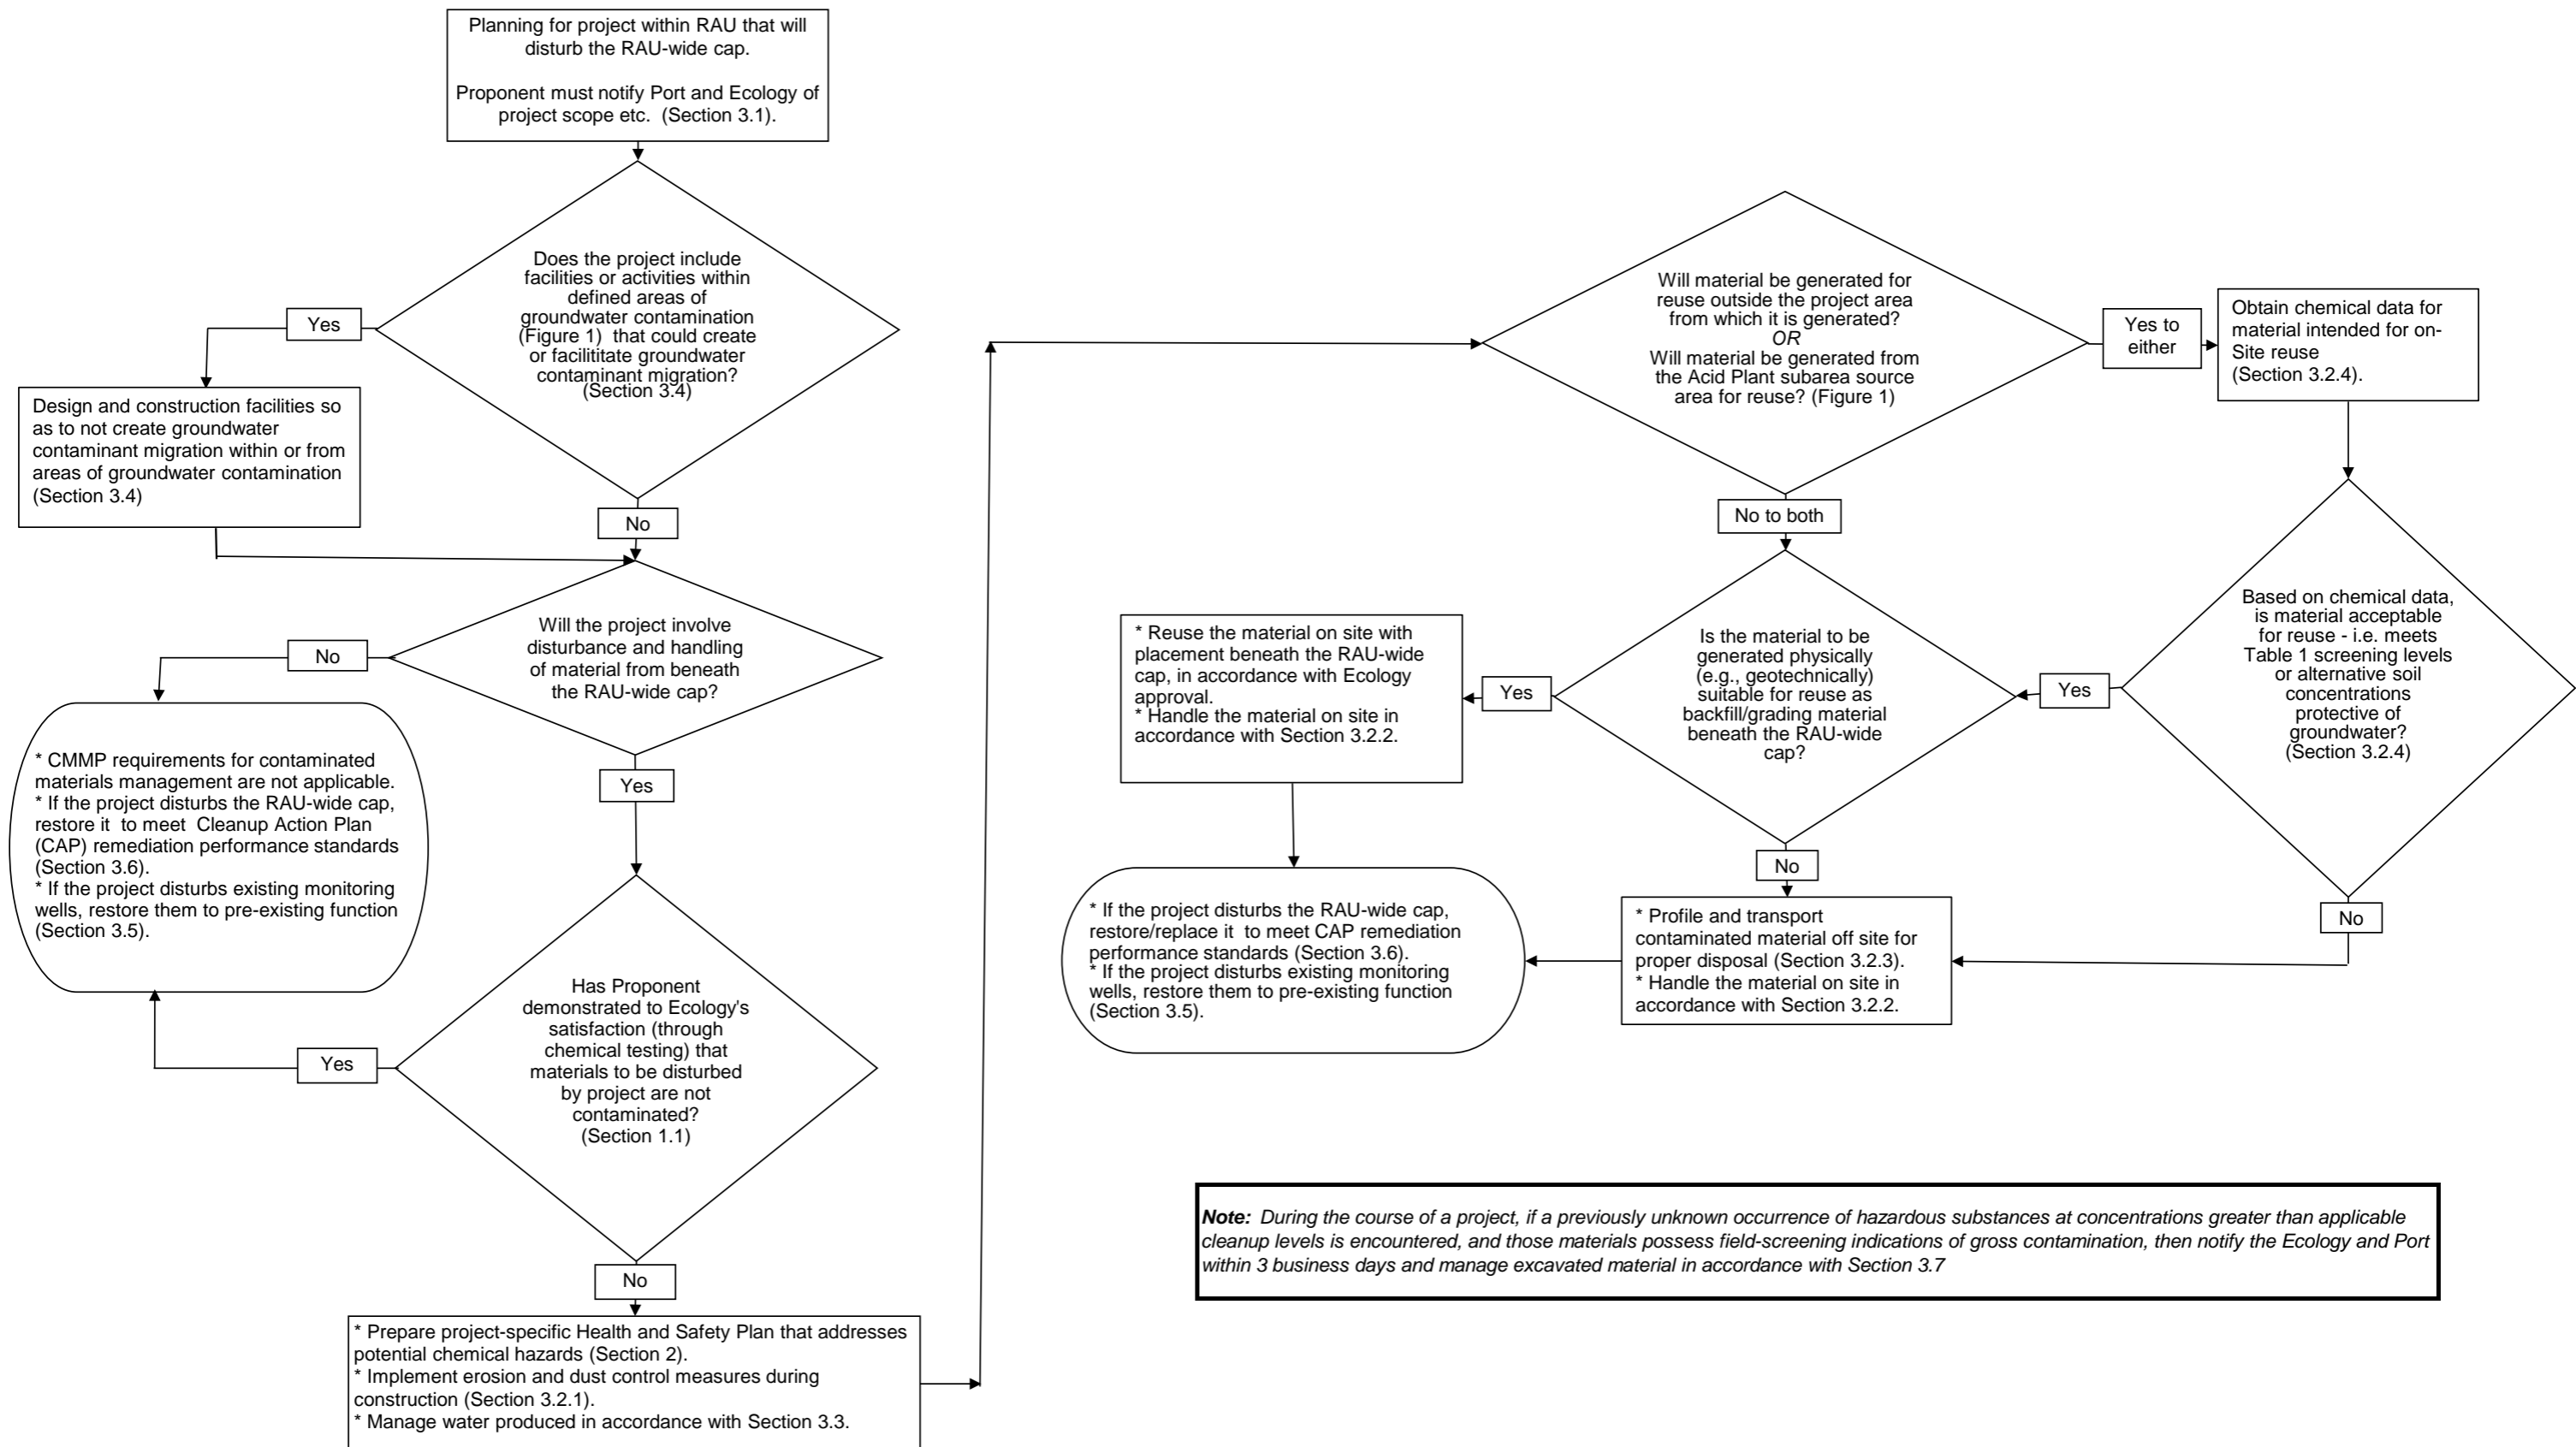 Planning for project within RAU that will
disturb the RAU-wide cap.
Proponent must notify Port and Ecology of
project scope etc.  (Section 3.1).
Does the project include
facilities or activities within
defined areas of
groundwater contamination
(Figure 1)  that could create
or facilititate groundwater
contaminant migration?
(Section 3.4)
Yes
Design and construction facilities so
as to not create groundwater
contaminant migration within or from
areas of groundwater contamination
(Section 3.4)
No
Will the project involve
disturbance and handling
of material from beneath
the RAU-wide cap?
No
* CMMP requirements for contaminated
materials management are not applicable.
* If the project disturbs the RAU-wide cap,
restore it  to meet  Cleanup Action Plan
(CAP) remediation performance standards
(Section 3.6).
* If the project disturbs existing monitoring
wells, restore them to pre-existing function
(Section 3.5).
Yes
Has Proponent
demonstrated to Ecology's
satisfaction (through
chemical testing) that
materials to be disturbed
by project are not
contaminated?
(Section 1.1)
Yes
No
* Prepare project-specific Health and Safety Plan that addresses
potential chemical hazards (Section 2).
* Implement erosion and dust control measures during
construction (Section 3.2.1).
* Manage water produced in accordance with Section 3.3.
Will material be generated for
reuse outside the project area
from which it is generated?
OR
Will material be generated from
the Acid Plant subarea source
area for reuse? (Figure 1)
Yes to
either
Obtain chemical data for
material intended for on-
Site reuse
(Section 3.2.4).
No to both
Based on chemical data,
is material acceptable
for reuse - i.e. meets
Table 1 screening levels
or alternative soil
concentrations
protective of
groundwater?
(Section 3.2.4)
Yes
Is the material to be
generated physically
(e.g., geotechnically)
suitable for reuse as
backfill/grading material
beneath the RAU-wide
cap?
Yes
* Reuse the material on site with
placement beneath the RAU-wide
cap, in accordance with Ecology
approval.
* Handle the material on site in
accordance with Section 3.2.2.
No
No
* Profile and transport
contaminated material off site for
proper disposal (Section 3.2.3).
* Handle the material on site in
accordance with Section 3.2.2.
* If the project disturbs the RAU-wide cap,
restore/replace it  to meet CAP remediation
performance standards (Section 3.6).
* If the project disturbs existing monitoring
wells, restore them to pre-existing function
(Section 3.5).
Note:  During the course of a project, if a previously unknown occurrence of hazardous substances at concentrations greater than applicable
cleanup levels is encountered, and those materials possess field-screening indications of gross contamination, then notify the Ecology and Port
within 3 business days and manage excavated material in accordance with Section 3.7